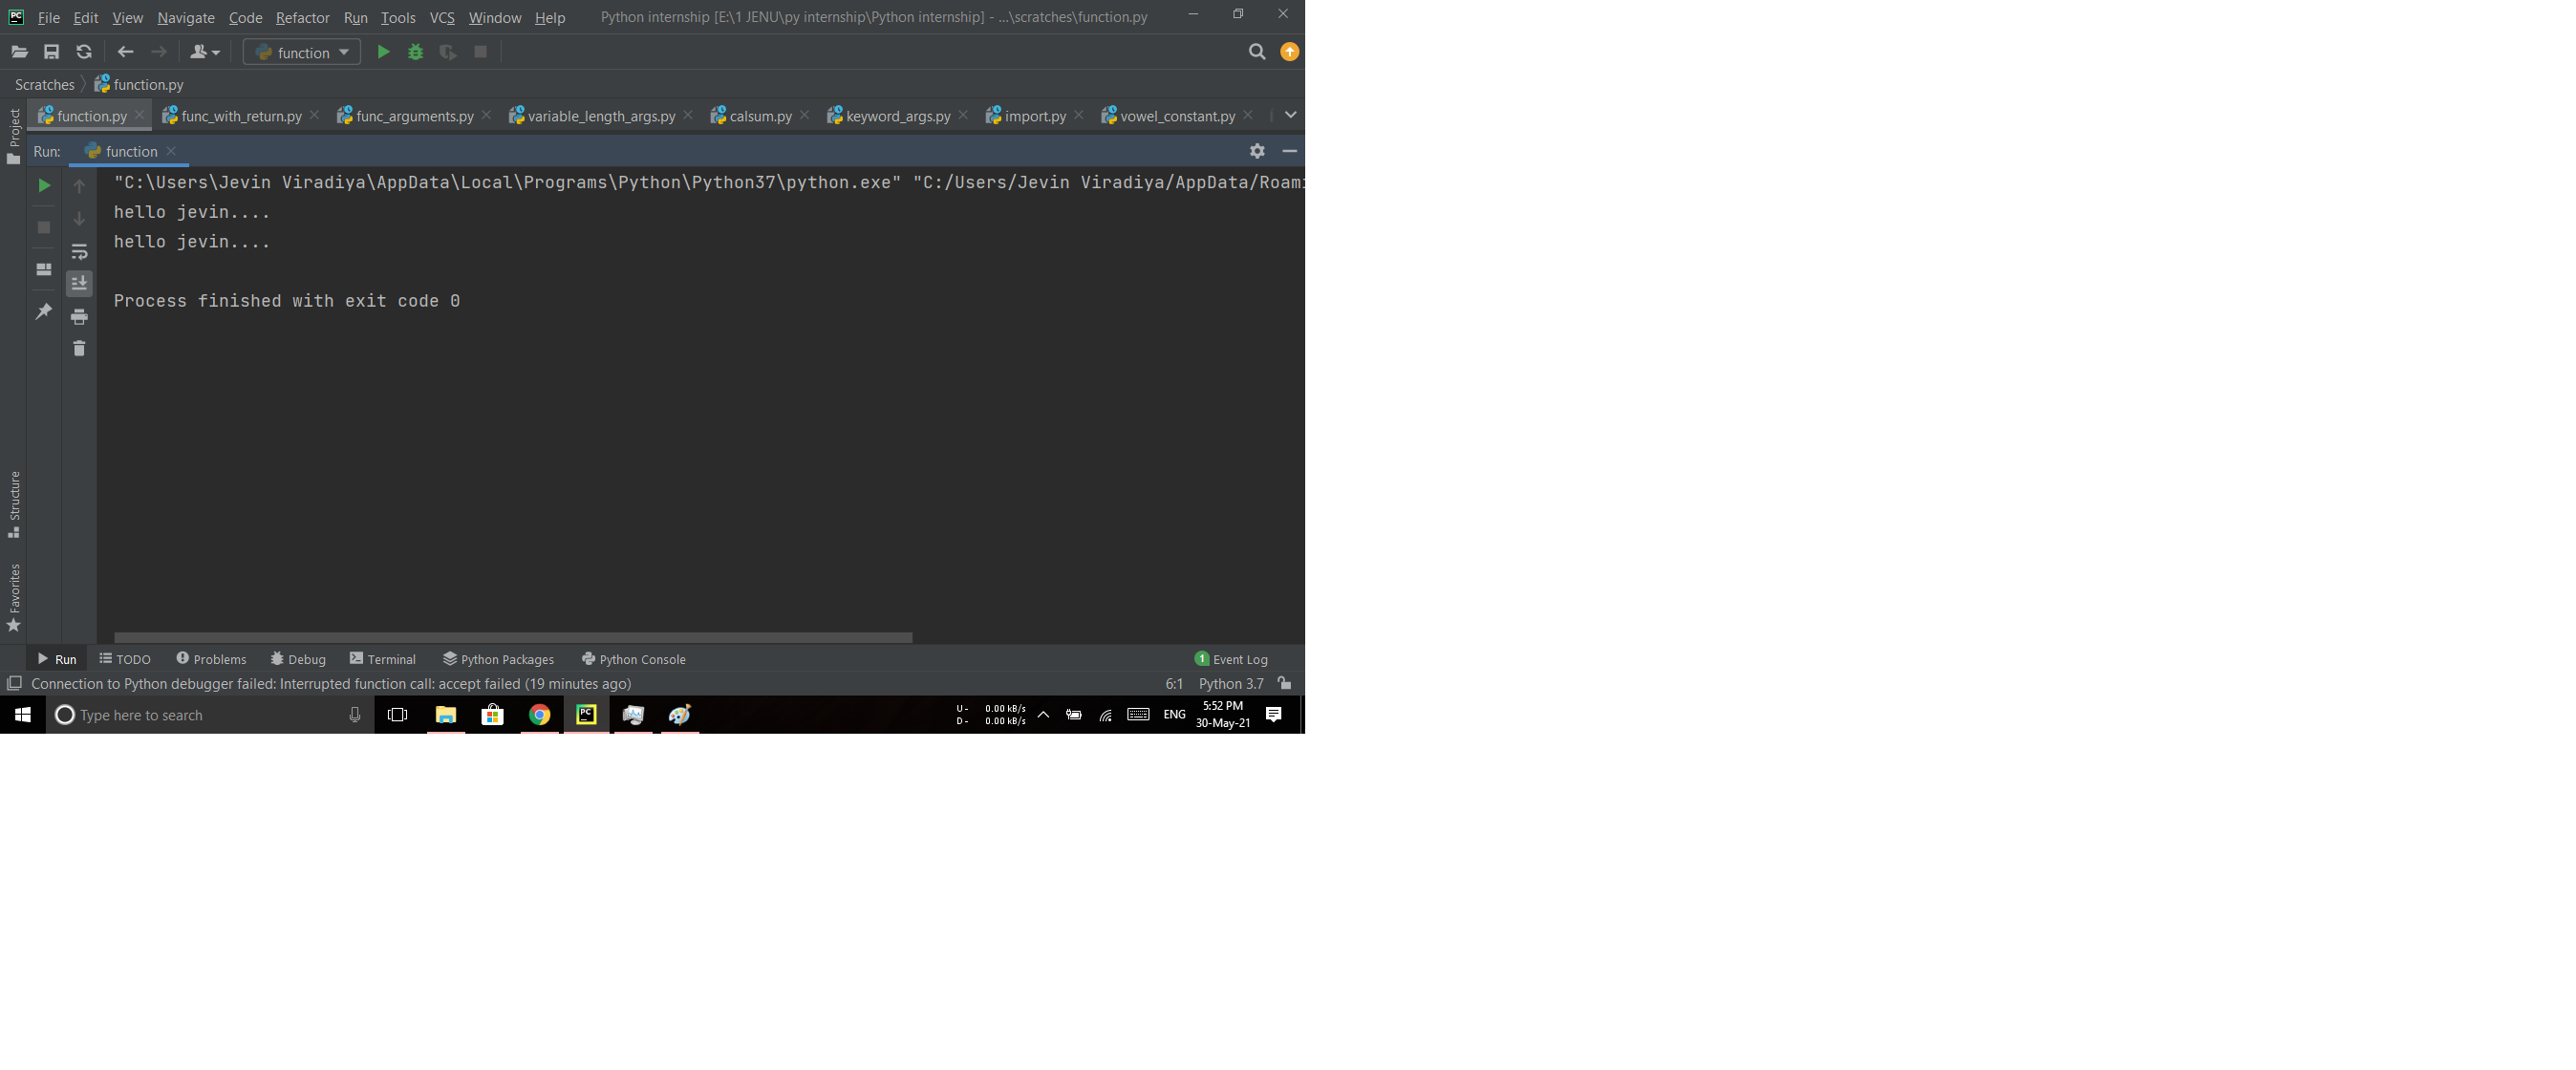 PC File Edit View Navigate Code Refactor Run Tools VCS Window Help Python internship [E:\1 JENU\py internship\Python internship] - ...\scratches\function.py
function
Scratches function.py
function.py func_with_return.py func_arguments.py variable_length_args.py calsum.py keyword_args.py import.py vowel_constant.py
Project
Run: function
"C:\Users\Jevin Viradiya\AppData\Local\Programs\Python\Python37\python.exe" "C:/Users/Jevin Viradiya/AppData/Roami
hello jevin....
hello jevin....
Process finished with exit code 0
Structure
Favorites
Run TODO Problems Debug Terminal Python Packages Python Console 1 Event Log
Connection to Python debugger failed: Interrupted function call: accept failed (19 minutes ago) 6:1 Python 3.7
Type here to search PC U - 0.00 kB/s ENG 5:52 PM
D - 0.00 kB/s 30-May-21